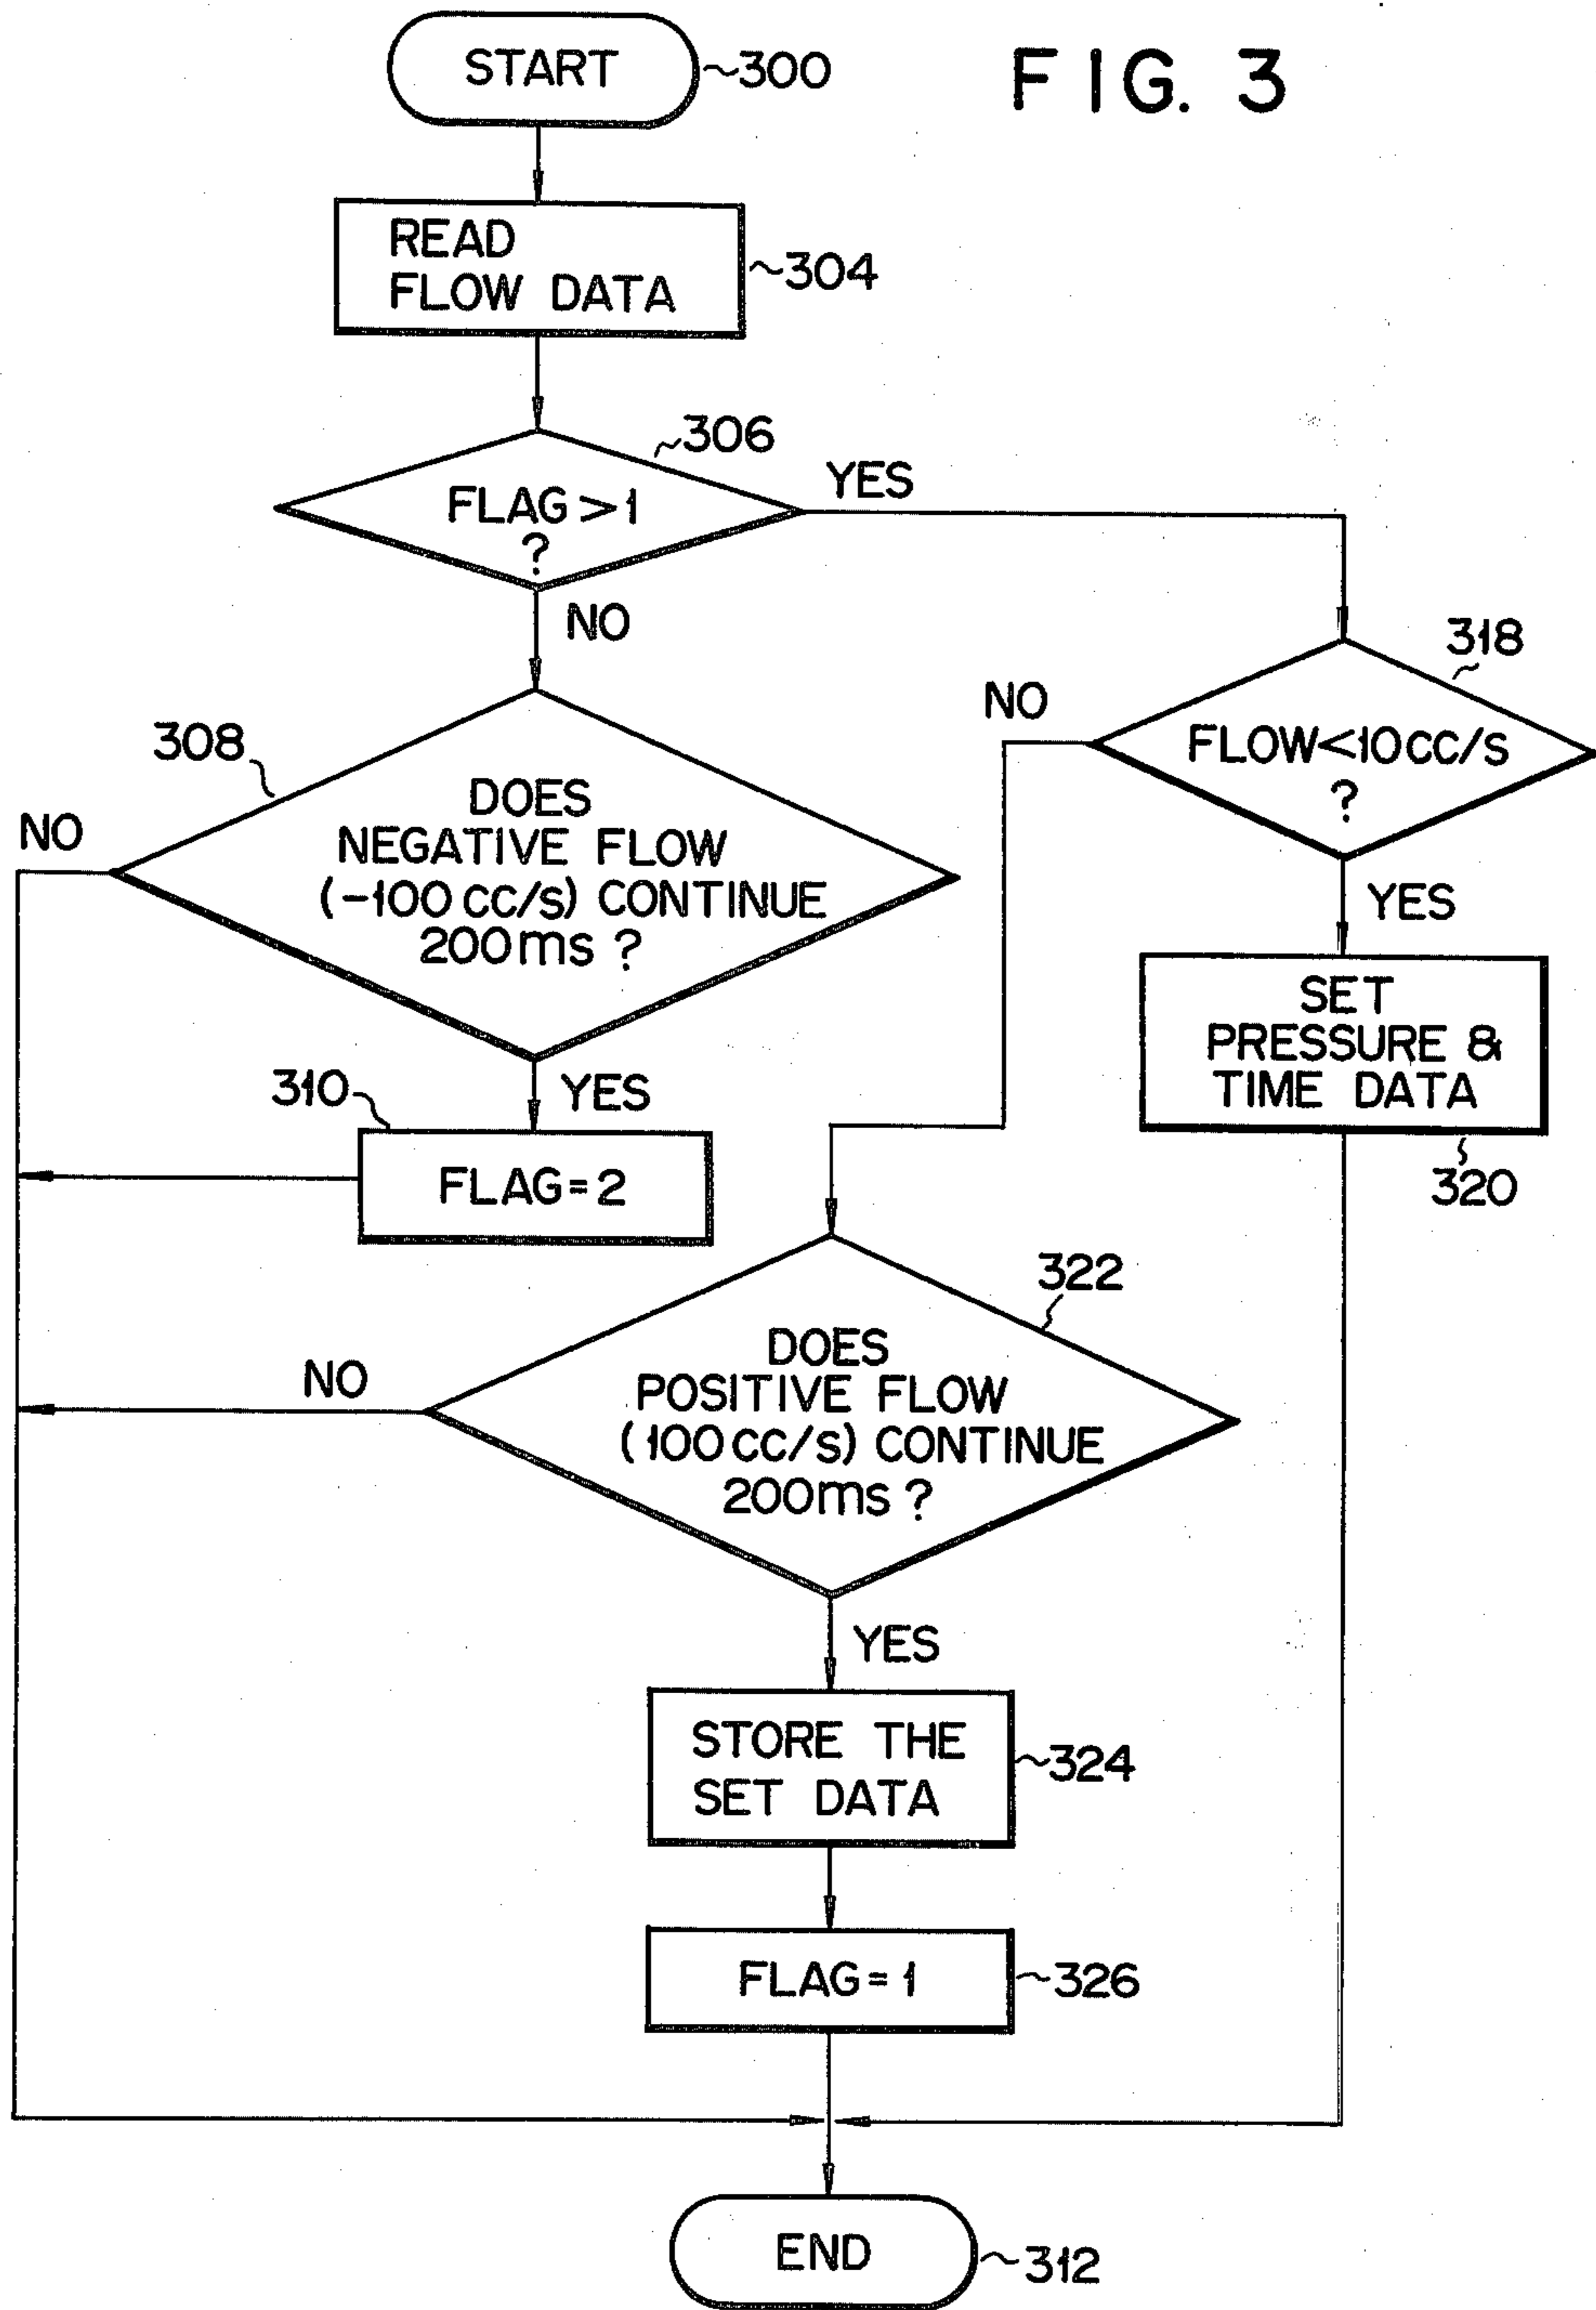 START
300
FIG. 3
READ
FLOW DATA
304
306
FLAG > 1
?
YES
NO
318
NO
FLOW<10CC/S
?
YES
308
NO
DOES
NEGATIVE FLOW
(-100 CC/S) CONTINUE
200ms ?
YES
SET
PRESSURE &
TIME DATA
320
310
FLAG=2
322
NO
DOES
POSITIVE FLOW
(100 CC/S) CONTINUE
200ms ?
YES
STORE THE
SET DATA
324
FLAG=1
326
END
312